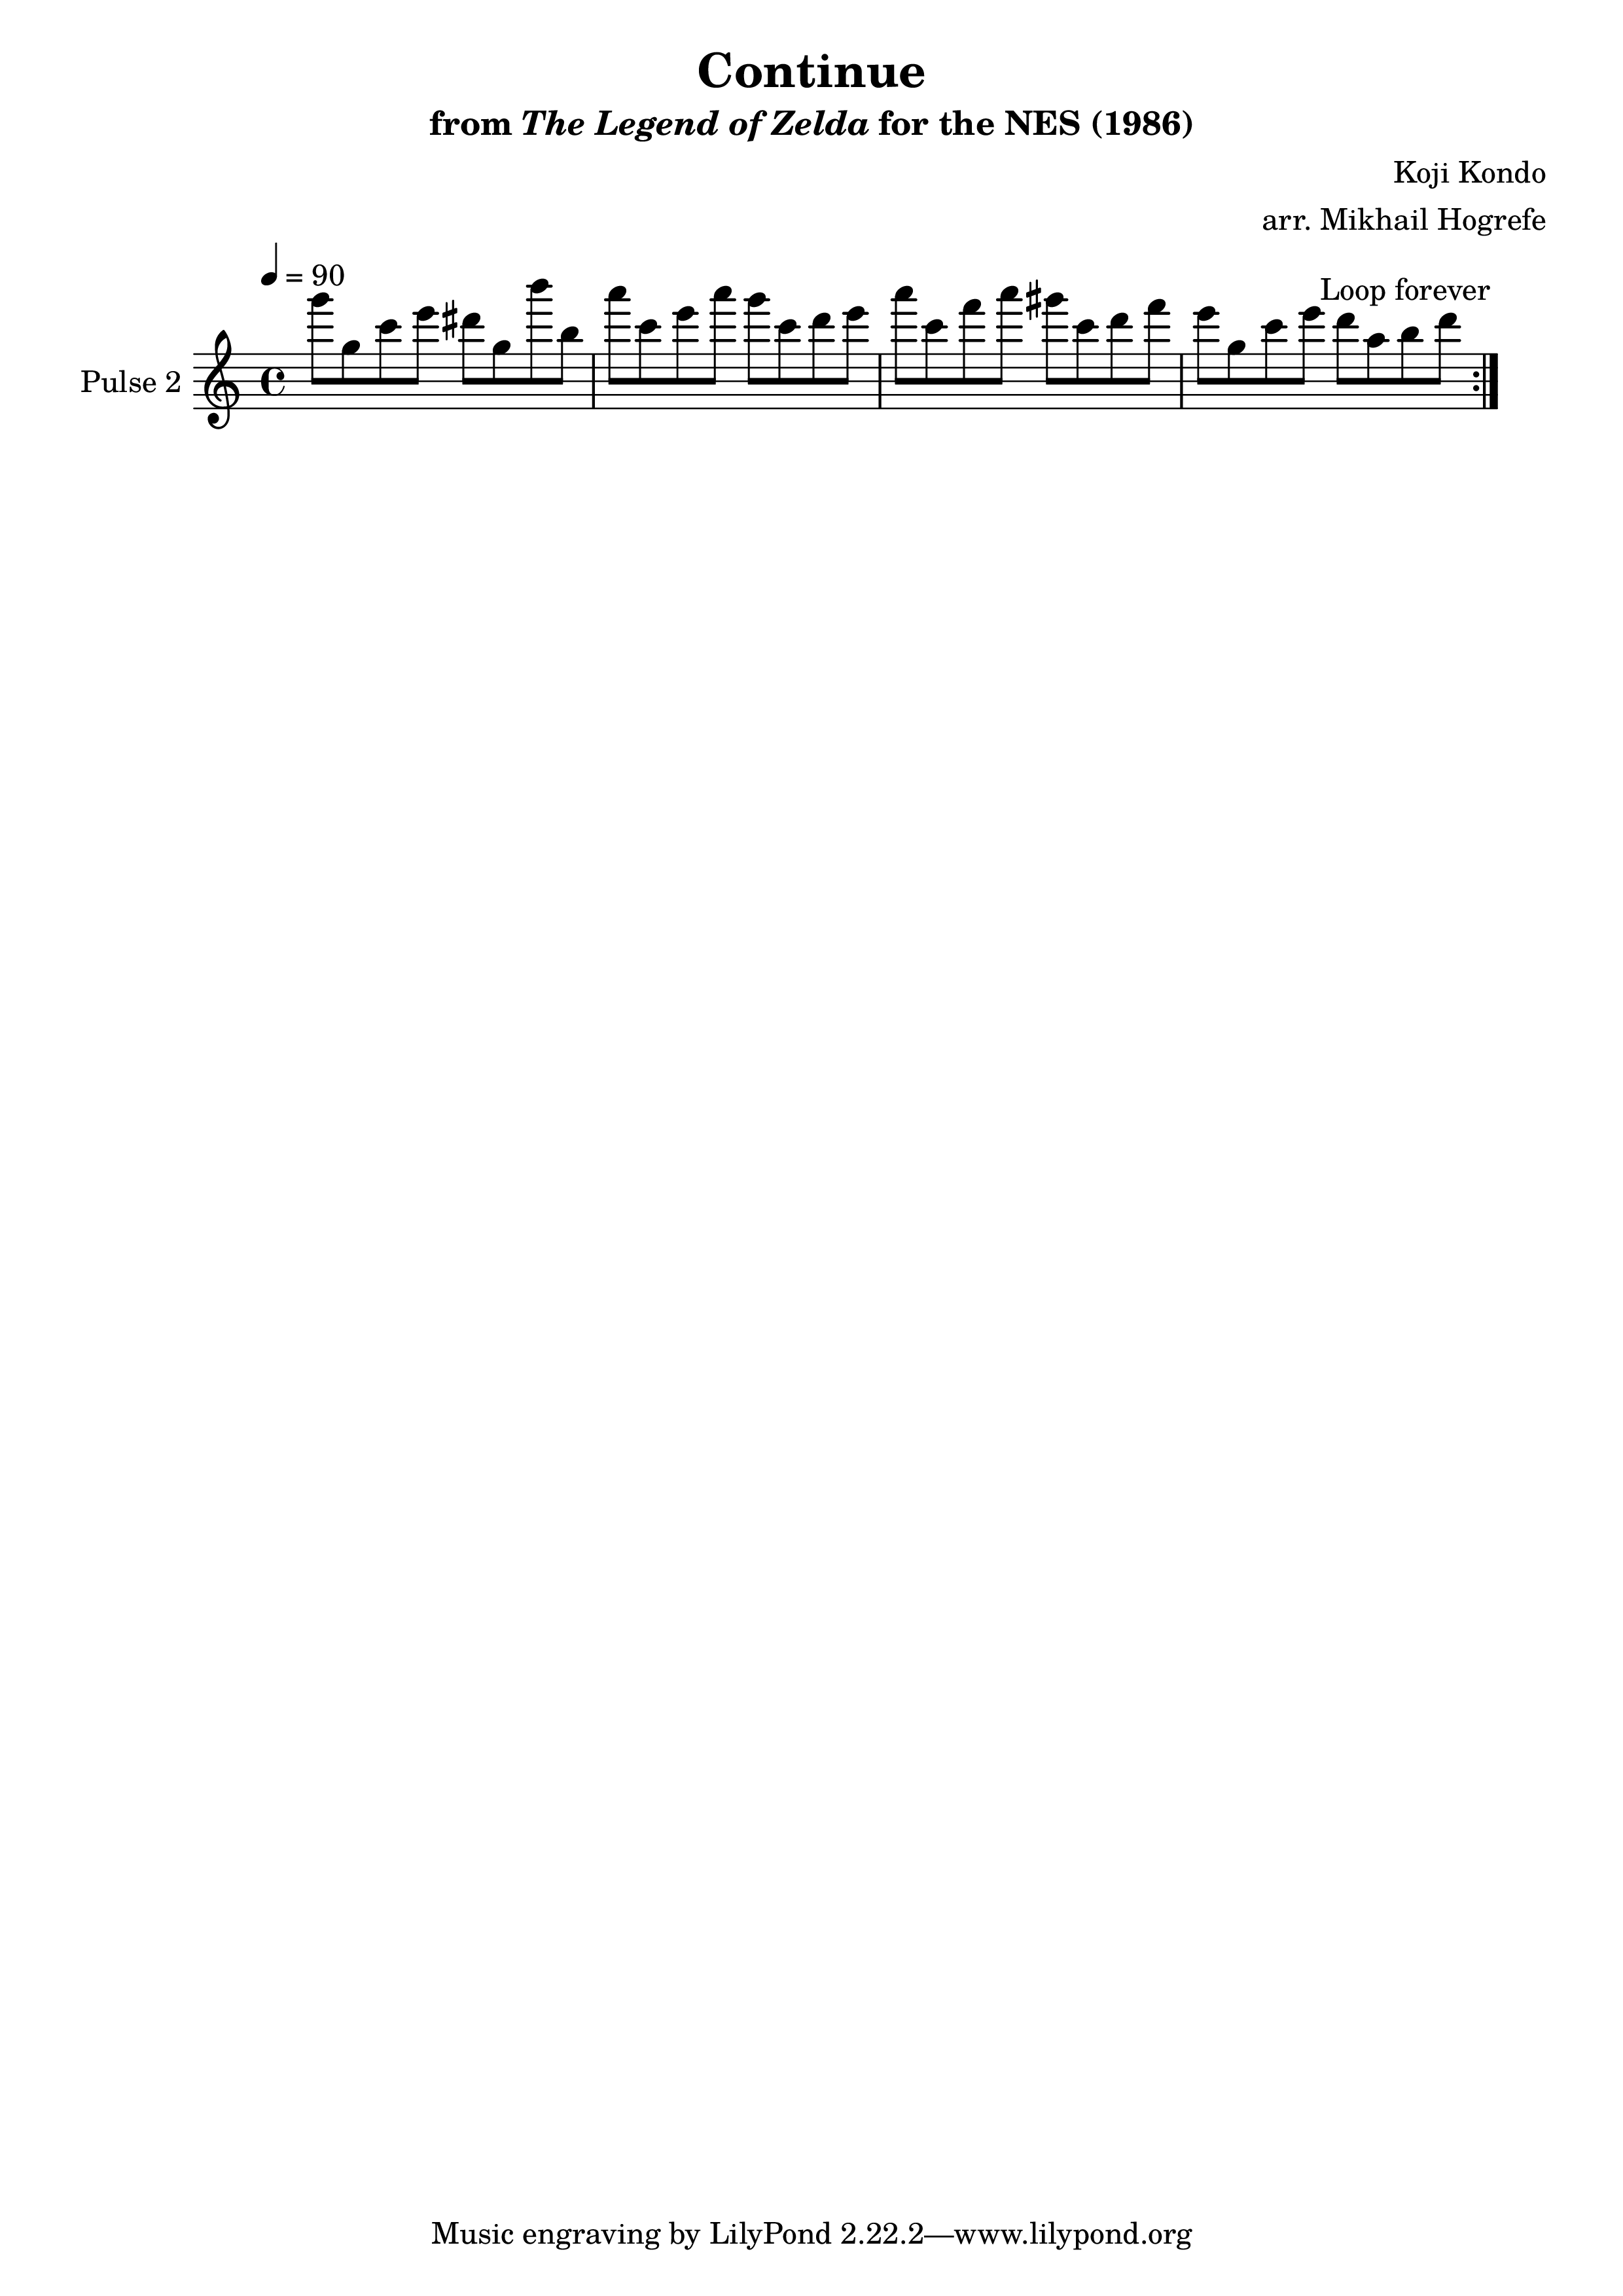 Continue
from The Legend of Zelda for the NES (1986)
Koji Kondo
arr. Mikhail Hogrefe
= 90
Loop forever
Pulse 2
Music engraving by LilyPond 2.22.2—www.lilypond.org